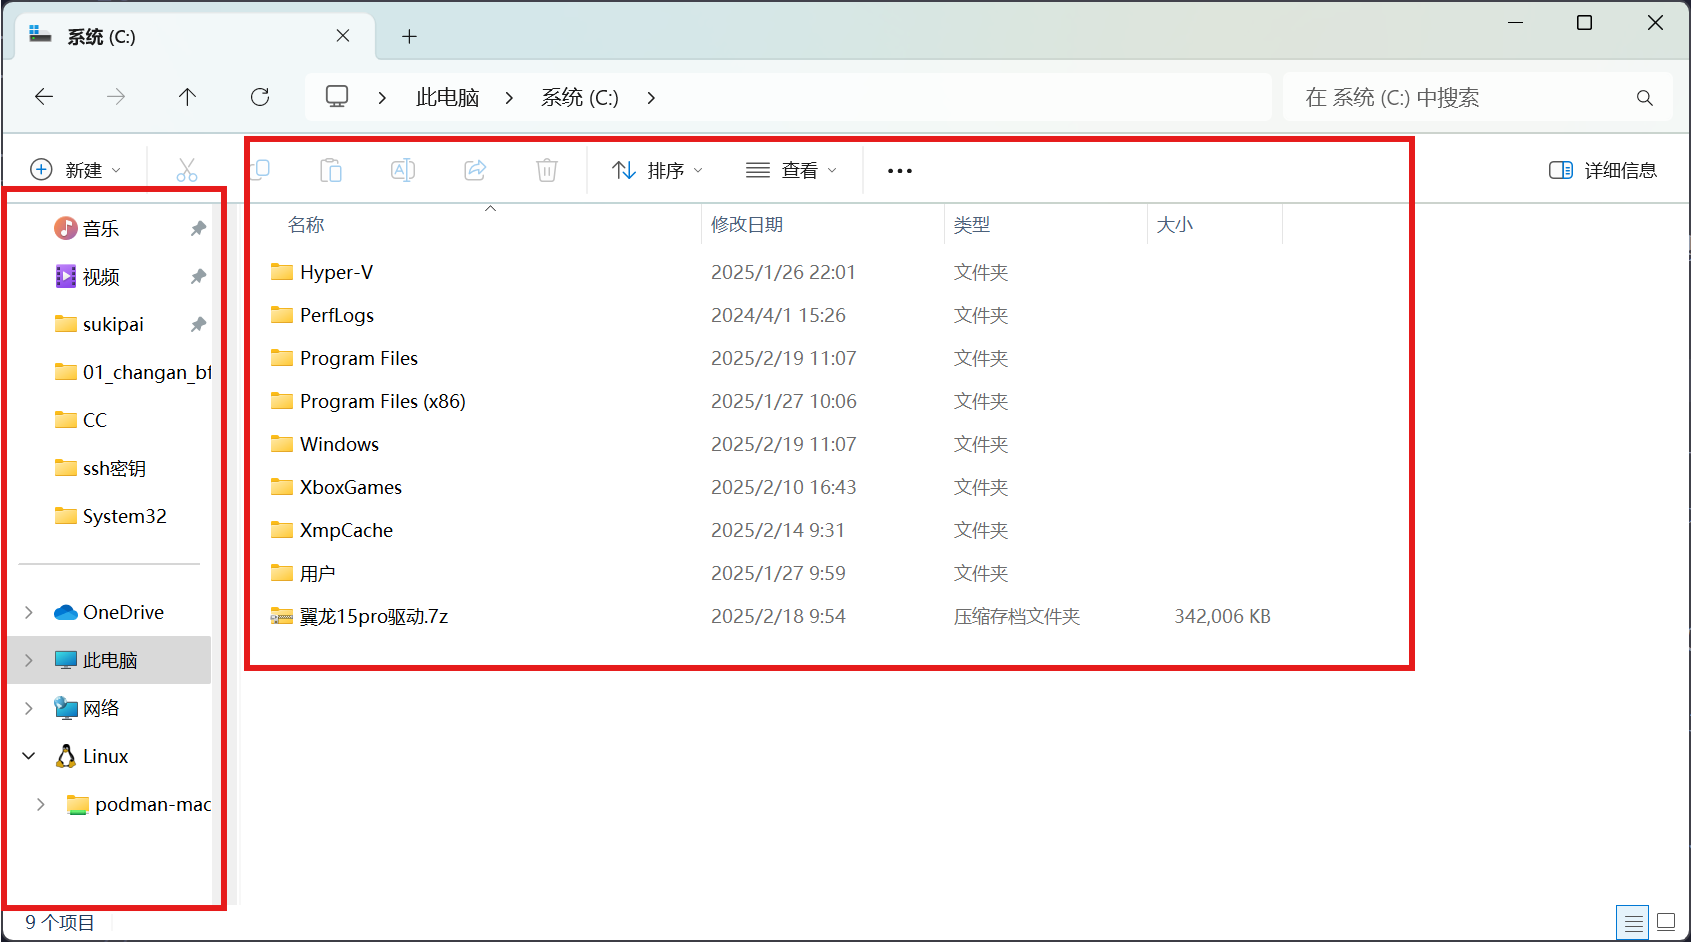 系统 (C:)
此电脑 系统 (C:)
在 系统 (C:) 中搜索
新建 排序 查看 ••• 详细信息
音乐
视频
sukipai
01_changan_bf
CC
ssh密钥
System32
OneDrive
此电脑
网络
Linux
podman-mac
名称 修改日期 类型 大小
Hyper-V 2025/1/26 22:01 文件夹
PerfLogs 2024/4/1 15:26 文件夹
Program Files 2025/2/19 11:07 文件夹
Program Files (x86) 2025/1/27 10:06 文件夹
Windows 2025/2/19 11:07 文件夹
XboxGames 2025/2/10 16:43 文件夹
XmpCache 2025/2/14 9:31 文件夹
用户 2025/1/27 9:59 文件夹
翼龙15pro驱动.7z 2025/2/18 9:54 压缩存档文件夹 342,006 KB
9 个项目